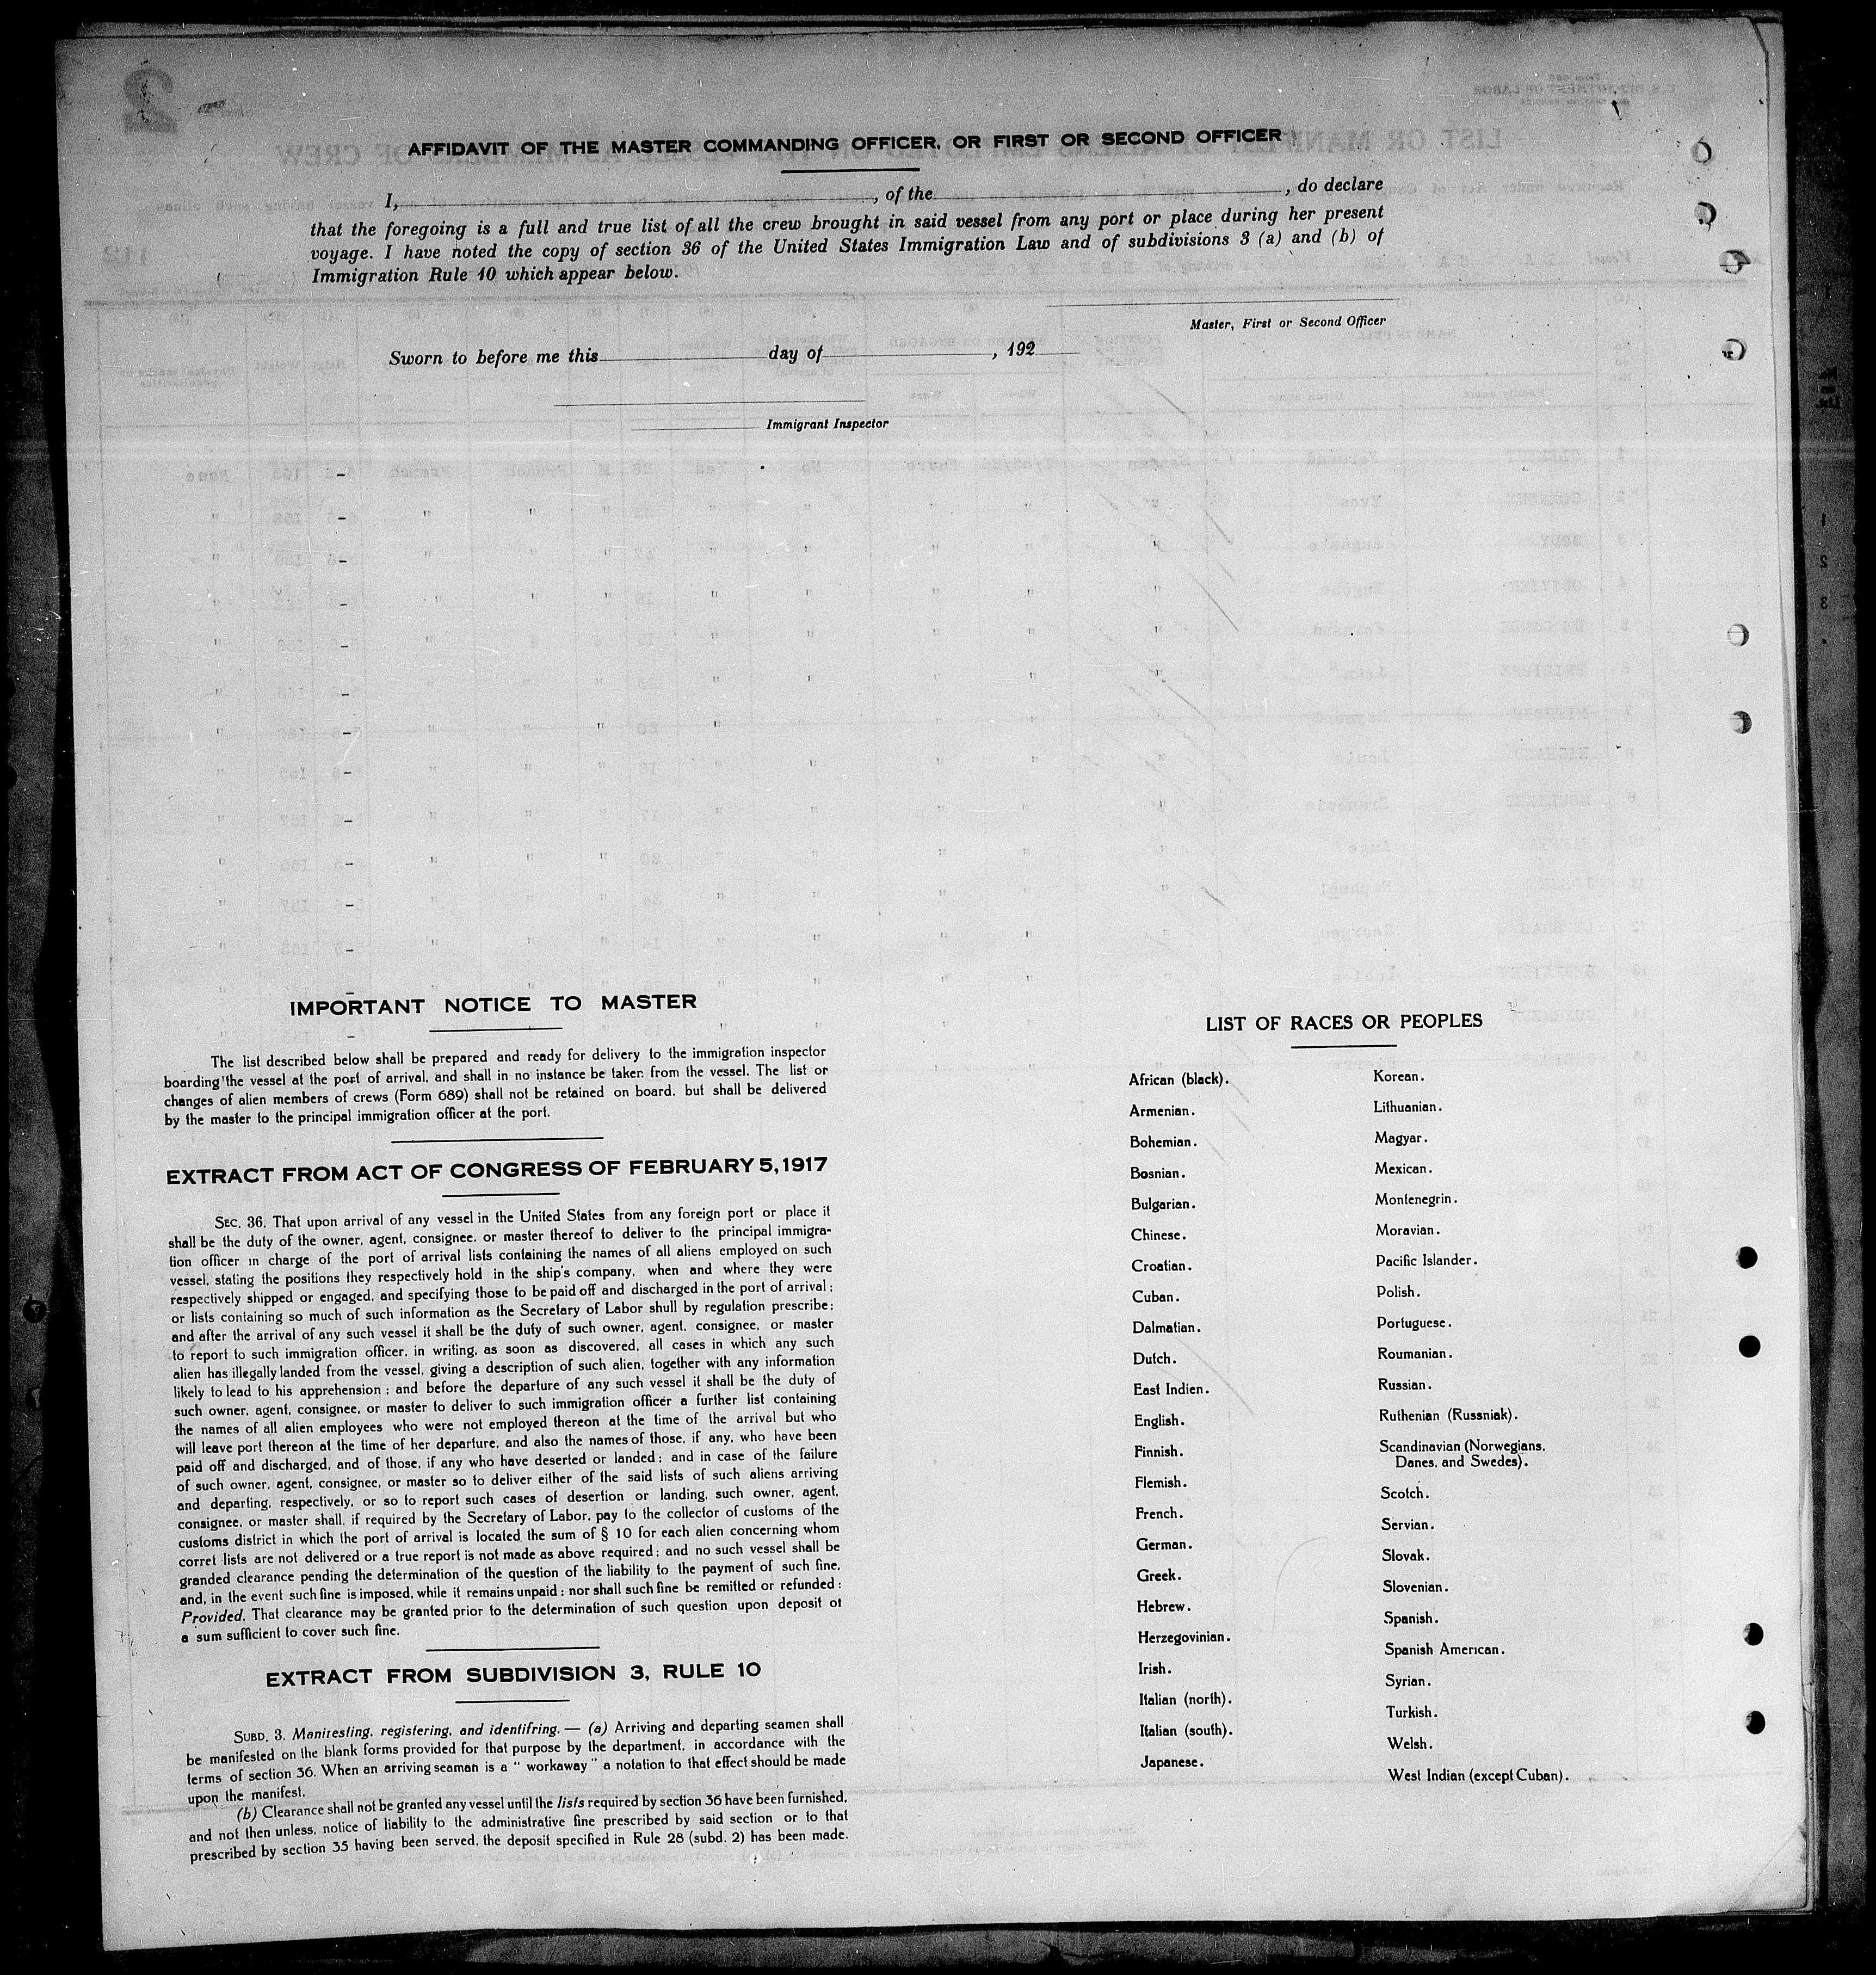 AFFIDAVIT OF THE MASTER COMMANDING OFFICER, OR FIRST OR SECOND OFFICER
I, , of the , do declare
that the foregoing is a full and true list of all the crew brought in said vessel from any port or place during her present
voyage. I have noted the copy of section 36 of the United States Immigration Law and of subdivisions 3 (a) and (b) of
Immigration Rule 10 which appear below.
Master, First or Second Officer
Sworn to before me this day of , 192
Immigrant Inspector
IMPORTANT NOTICE TO MASTER
The list described below shall be prepared and ready for delivery to the immigration inspector
boarding the vessel at the port of arrival, and shall in no instance be taken from the vessel. The list or
changes of alien members of crews (Form 689) shall not be retained on board, but shall be delivered
by the master to the principal immigration officer at the port.
EXTRACT FROM ACT OF CONGRESS OF FEBRUARY 5, 1917
SEC. 36. That upon arrival of any vessel in the United States from any foreign port or place it
shall be the duty of the owner, agent, consignee, or master thereof to deliver to the principal immigra-
tion officer in charge of the port of arrival lists containing the names of all aliens employed on such
vessel, stating the positions they respectively hold in the ship's company, when and where they were
respectively shipped or engaged, and specifying those to be paid off and discharged in the port of arrival;
or lists containing so much of such information as the Secretary of Labor shull by regulation prescribe;
and after the arrival of any such vessel it shall be the duty of such owner, agent, consignee, or master
to report to such immigration officer, in writing, as soon as discovered, all cases in which any such
alien has illegally landed from the vessel, giving a description of such alien, together with any information
likely to lead to his apprehension; and before the departure of any such vessel it shall be the duty of
such owner, agent, consignee, or master to deliver to such immigration officer a further list containing
the names of all alien employees who were not employed thereon at the time of the arrival but who
will leave port thereon at the time of her departure, and also the names of those, if any, who have been
paid off and discharged, and of those, if any who have deserted or landed; and in case of the failure
of such owner, agent, consignee, or master so to deliver either of the said lists of such aliens arriving
and departing, respectively, or so to report such cases of desertion or landing, such owner, agent,
consignee, or master shall, if required by the Secretary of Labor, pay to the collector of customs of the
customs district in which the port of arrival is located the sum of § 10 for each alien concerning whom
corret lists are not delivered or a true report is not made as above required; and no such vessel shall be
granded clearance pending the determination of the question of the liability to the payment of such fine,
and, in the event such fine is imposed, while it remains unpaid; nor shall such fine be remitted or refunded:
Provided, That clearance may be granted prior to the determination of such question upon deposit of
a sum sufficient to cover such fine.
EXTRACT FROM SUBDIVISION 3, RULE 10
SUBD. 3. Manitesting, registering, and identifring. — (a) Arriving and departing seamen shall
be manifested on the blank forms provided for that purpose by the department, in accordance with the
terms of section 36. When an arriving seaman is a " workaway " a notation to that effect should be made
upon the manifest.
(b) Clearance shall not be granted any vessel until the lists required by section 36 have been furnished,
and not then unless, notice of liability to the administrative fine prescribed by said section or to that
prescribed by section 35 having been served, the deposit specified in Rule 28 (subd. 2) has been made.
LIST OF RACES OR PEOPLES
African (black).
Armenian.
Bohemian.
Bosnian.
Bulgarian.
Chinese.
Croatian.
Cuban.
Dalmatian.
Dutch.
East Indien.
English.
Finnish.
Flemish.
French.
German.
Greek.
Hebrew.
Herzegovinian.
Irish.
Italian (north).
Italian (south).
Japanese.
Korean.
Lithuanian.
Magyar.
Mexican.
Montenegrin.
Moravian.
Pacific Islander.
Polish.
Portuguese.
Roumanian.
Russian.
Ruthenian (Russniak).
Scandinavian (Norwegians,
Danes, and Swedes).
Scotch.
Servian.
Slovak.
Slovenian.
Spanish.
Spanish American.
Syrian.
Turkish.
Welsh.
West Indian (except Cuban).